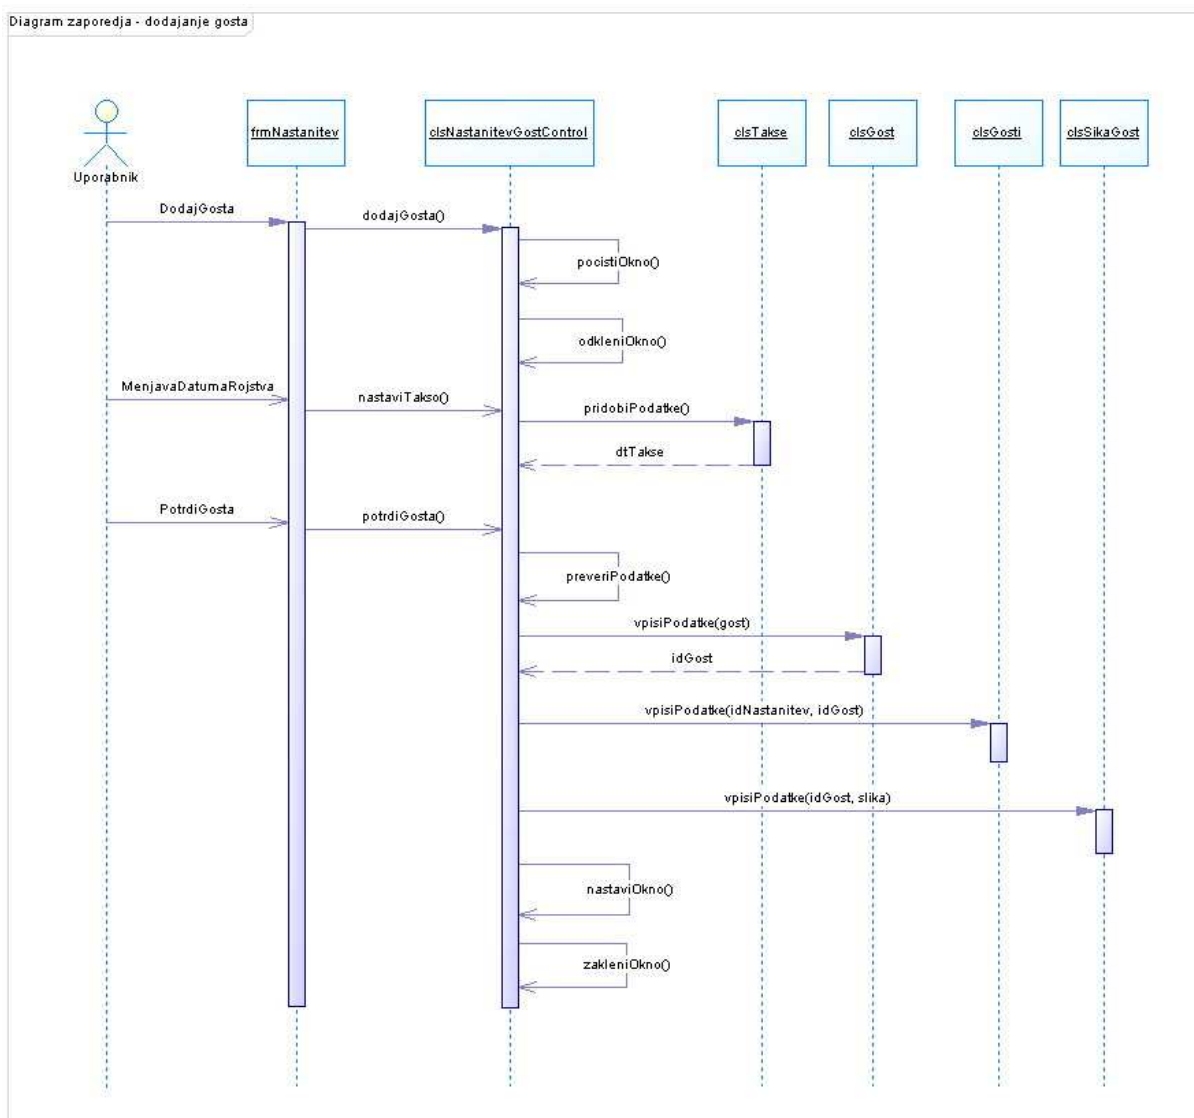 Diagram zaporedja - dodajanje gosta
Uporabnik
frmNastanitev
clsNastanitevGostControl
clsTakse
clsGost
clsGosti
clsSikaGost
DodajGosta
dodajGosta()
pocistiOkno()
odkleniOkno()
MenjavaDatumaRojstva
nastaviTakso()
pridobiPodatke()
dtTakse
PotrdiGosta
potrdiGosta()
preveriPodatke()
vpisiPodatke(gost)
idGost
vpisiPodatke(idNastanitev, idGost)
vpisiPodatke(idGost, slika)
nastaviOkno()
zakleniOkno()